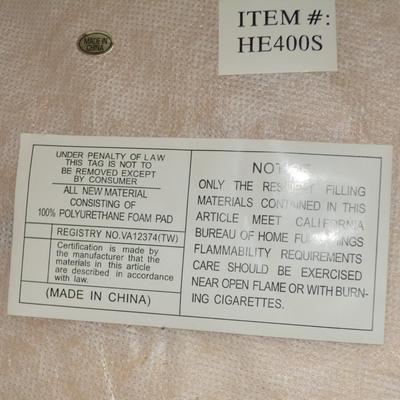 ITEM #:
HE400S
MADE IN
CHINA
UNDER PENALTY OF LAW
THIS TAG IS NOT TO
BE REMOVED EXCEPT
BY CONSUMER
ALL NEW MATERIAL
CONSISTING OF
100% POLYURETHANE FOAM PAD
REGISTRY NO.VA12374(TW)
Certification is made by
the manufacturer that the
materials in this article
are described in accordance
with law.
(MADE IN CHINA)
NOTICE
ONLY THE RESILIENT FILLING
MATERIALS CONTAINED IN THIS
ARTICLE MEET CALIFORNIA
BUREAU OF HOME FURNISHINGS
FLAMMABILITY REQUIREMENTS
CARE SHOULD BE EXERCISED
NEAR OPEN FLAME OR WITH BURN-
ING CIGARETTES.